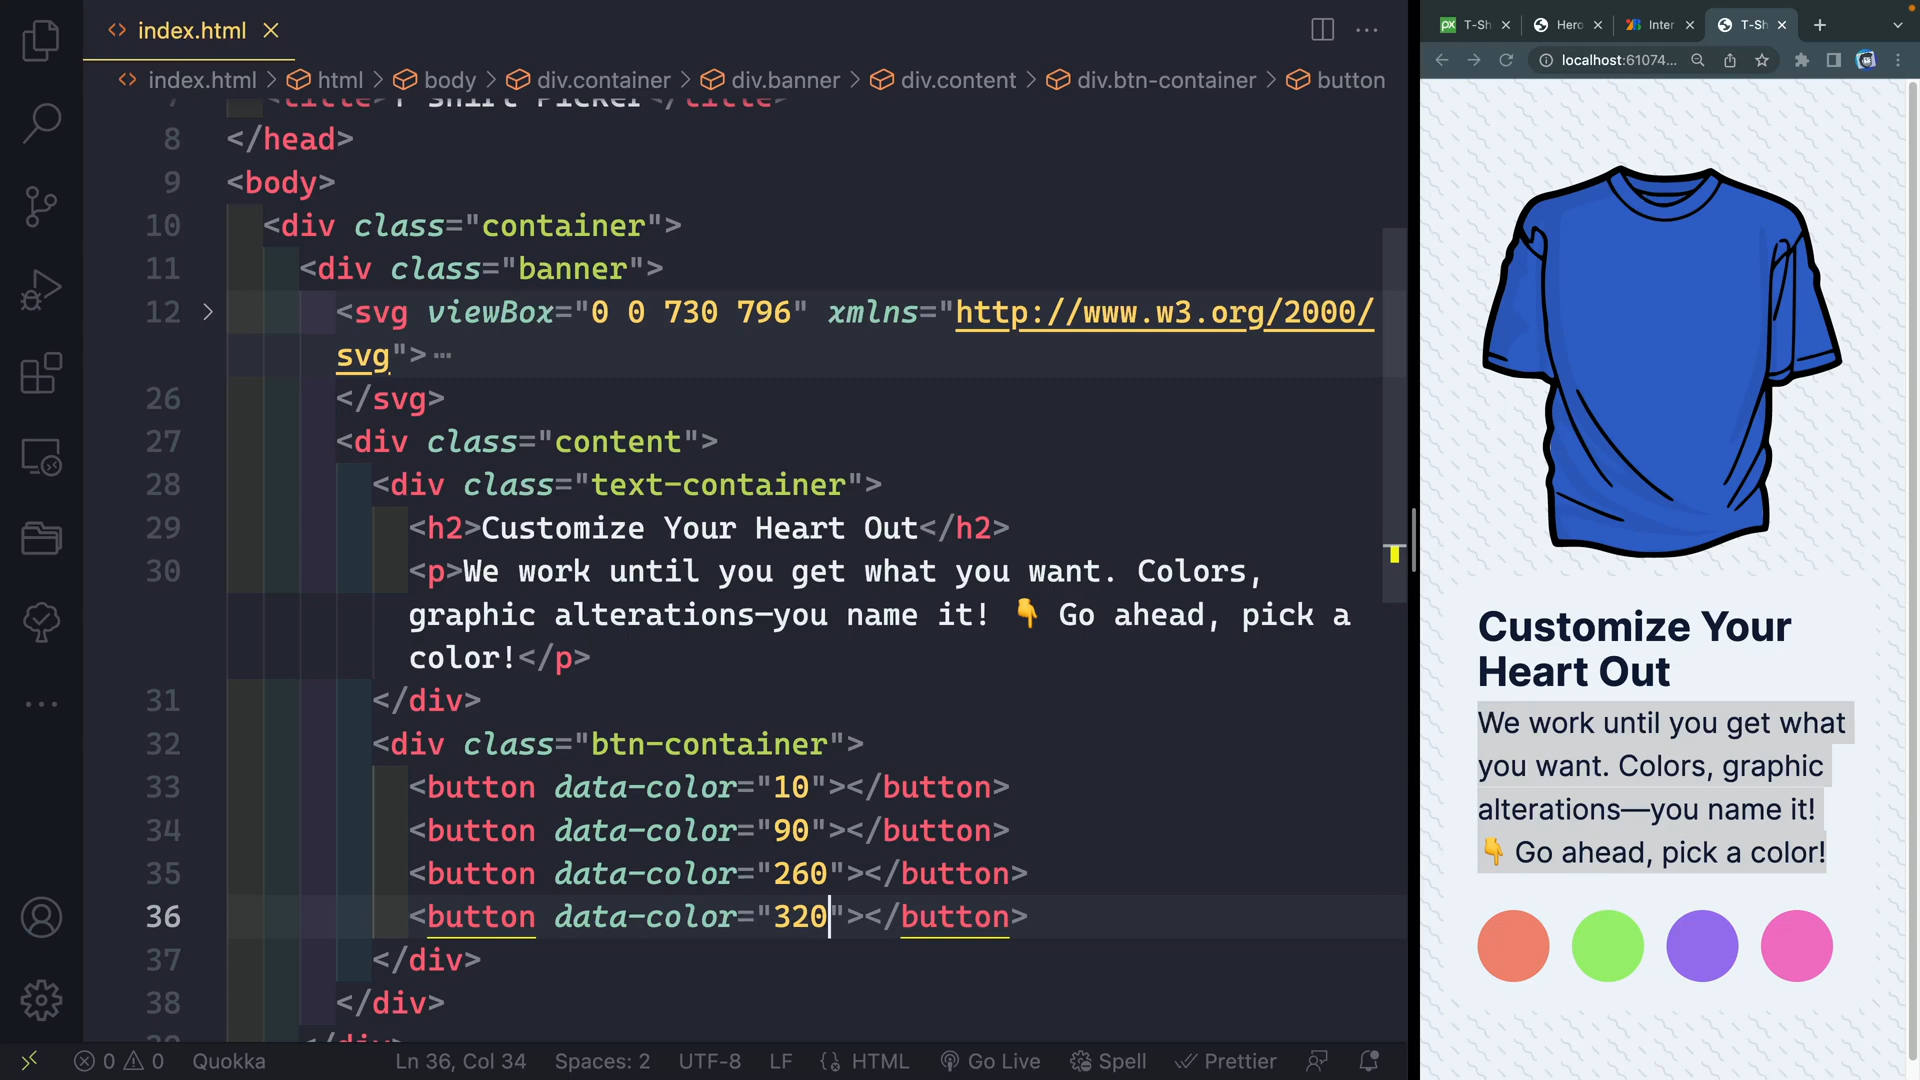 index.html
index.html > html > body > div.container > div.banner > div.content > div.btn-container > button
8 </head>
9 <body>
10 <div class="container">
11 <div class="banner">
12 <svg viewBox="0 0 730 796" xmlns="http://www.w3.org/2000/
svg">
26 </svg>
27 <div class="content">
28 <div class="text-container">
29 <h2>Customize Your Heart Out</h2>
30 <p>We work until you get what you want. Colors,
graphic alterations—you name it! 👇 Go ahead, pick a
color!</p>
31 </div>
32 <div class="btn-container">
33 <button data-color="10"></button>
34 <button data-color="90"></button>
35 <button data-color="260"></button>
36 <button data-color="320"></button>
37 </div>
38 </div>
0 0 Quokka Ln 36, Col 34 Spaces: 2 UTF-8 LF {} HTML Go Live Spell Prettier
T-Sh Hero Inter T-Sh
localhost:61074...
Customize Your
Heart Out
We work until you get what
you want. Colors, graphic
alterations—you name it!
👇 Go ahead, pick a color!